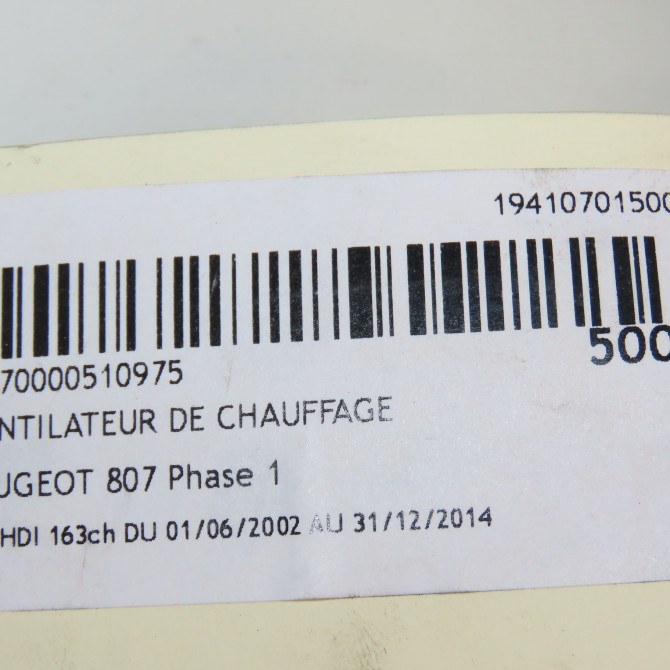 19410701500
500
70000510975
NTILATEUR DE CHAUFFAGE
UGEOT 807 Phase 1
HDI 163ch DU 01/06/2002 AU 31/12/2014